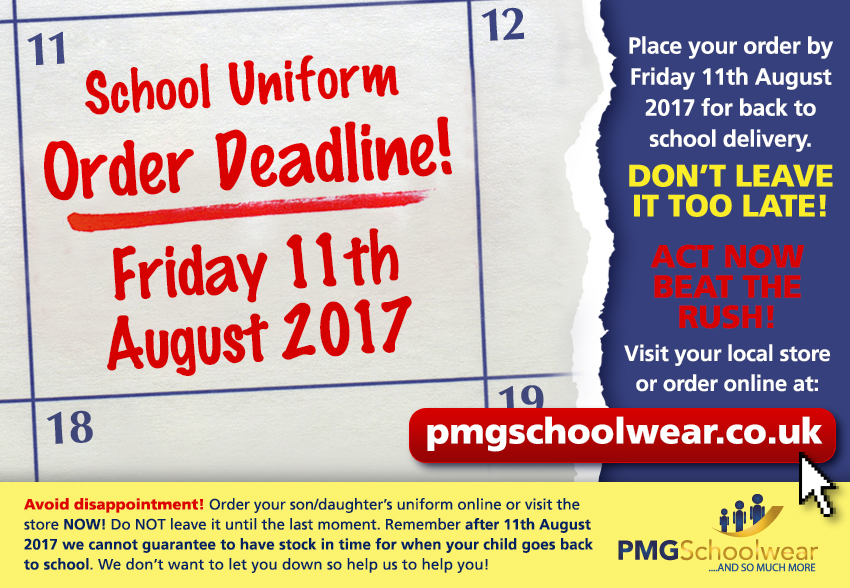 11
12
School Uniform
Order Deadline!
Friday 11th
August 2017
18
19
Place your order by
Friday 11th August
2017 for back to
school delivery.
DON'T LEAVE
IT TOO LATE!
ACT NOW
BEAT THE
RUSH!
Visit your local store
or order online at:
pmgschoolwear.co.uk
Avoid disappointment! Order your son/daughter's uniform online or visit the
store NOW! Do NOT leave it until the last moment. Remember after 11th August
2017 we cannot guarantee to have stock in time for when your child goes back
to school. We don't want to let you down so help us to help you!
PMGSchoolwear
....AND SO MUCH MORE